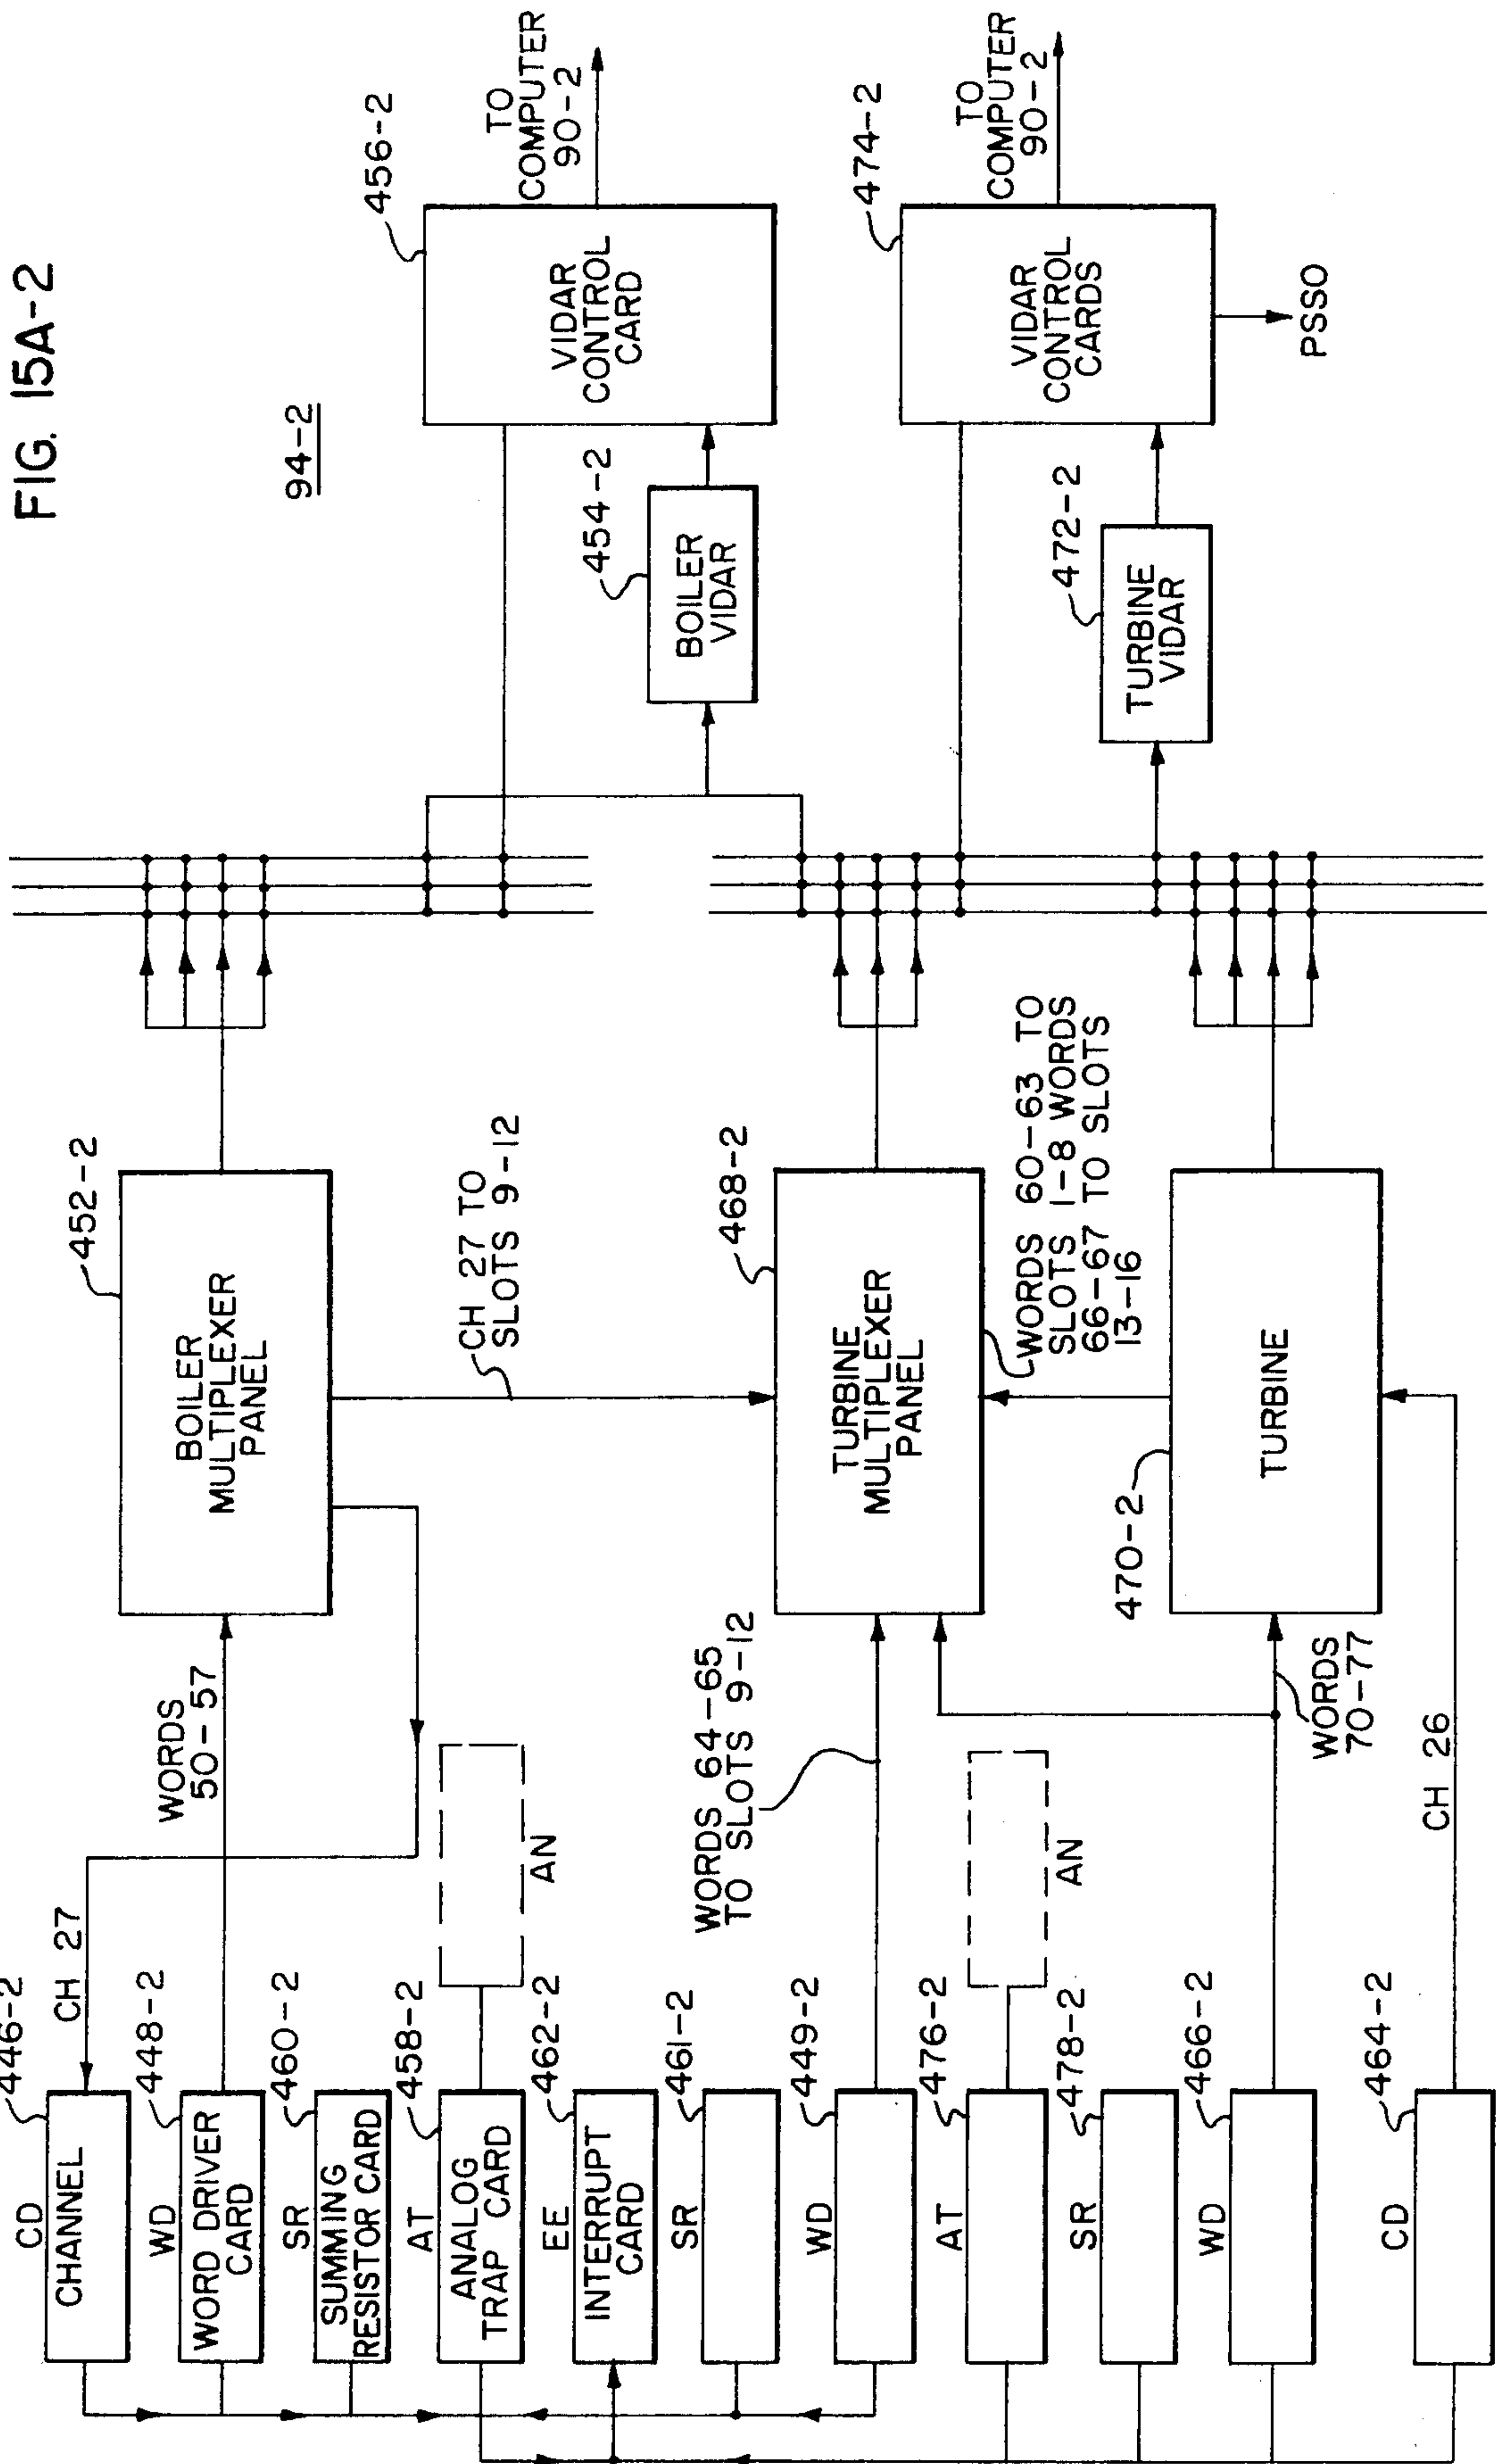 FIG. 15A-2
94-2
446-2
CD
CHANNEL
CH 27
448-2
WD
WORD DRIVER
CARD
WORDS
50-57
460-2
SR
SUMMING
RESISTOR CARD
458-2
AT
ANALOG
TRAP CARD
AN
462-2
EE
INTERRUPT
CARD
461-2
SR
449-2
WD
WORDS 64-65
TO SLOTS 9-12
476-2
AT
AN
478-2
SR
466-2
WD
WORDS
70-77
464-2
CD
CH 26
452-2
BOILER
MULTIPLEXER
PANEL
CH 27 TO
SLOTS 9-12
468-2
TURBINE
MULTIPLEXER
PANEL
WORDS 60-63 TO
SLOTS 1-8 WORDS
66-67 TO SLOTS
13-16
470-2
TURBINE
454-2
BOILER
VIDAR
456-2
VIDAR
CONTROL
CARD
TO
COMPUTER
90-2
472-2
TURBINE
VIDAR
474-2
VIDAR
CONTROL
CARDS
TO
COMPUTER
90-2
PSSO